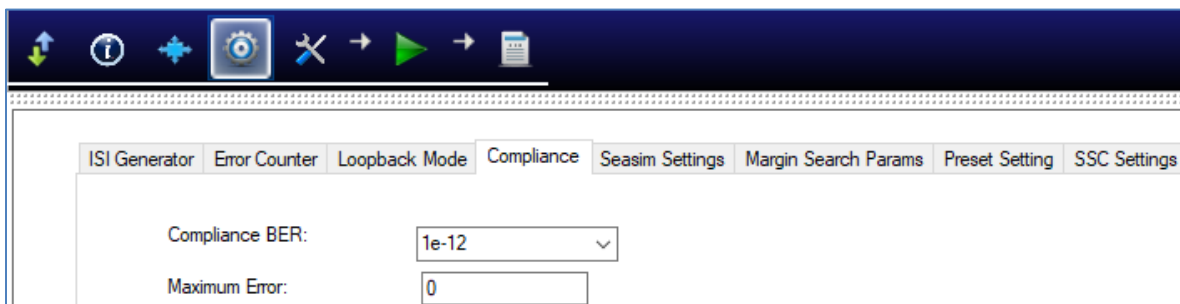 ISI Generator Error Counter Loopback Mode Compliance Seasim Settings Margin Search Params Preset Setting SSC Settings
Compliance BER: 1e-12
Maximum Error: 0